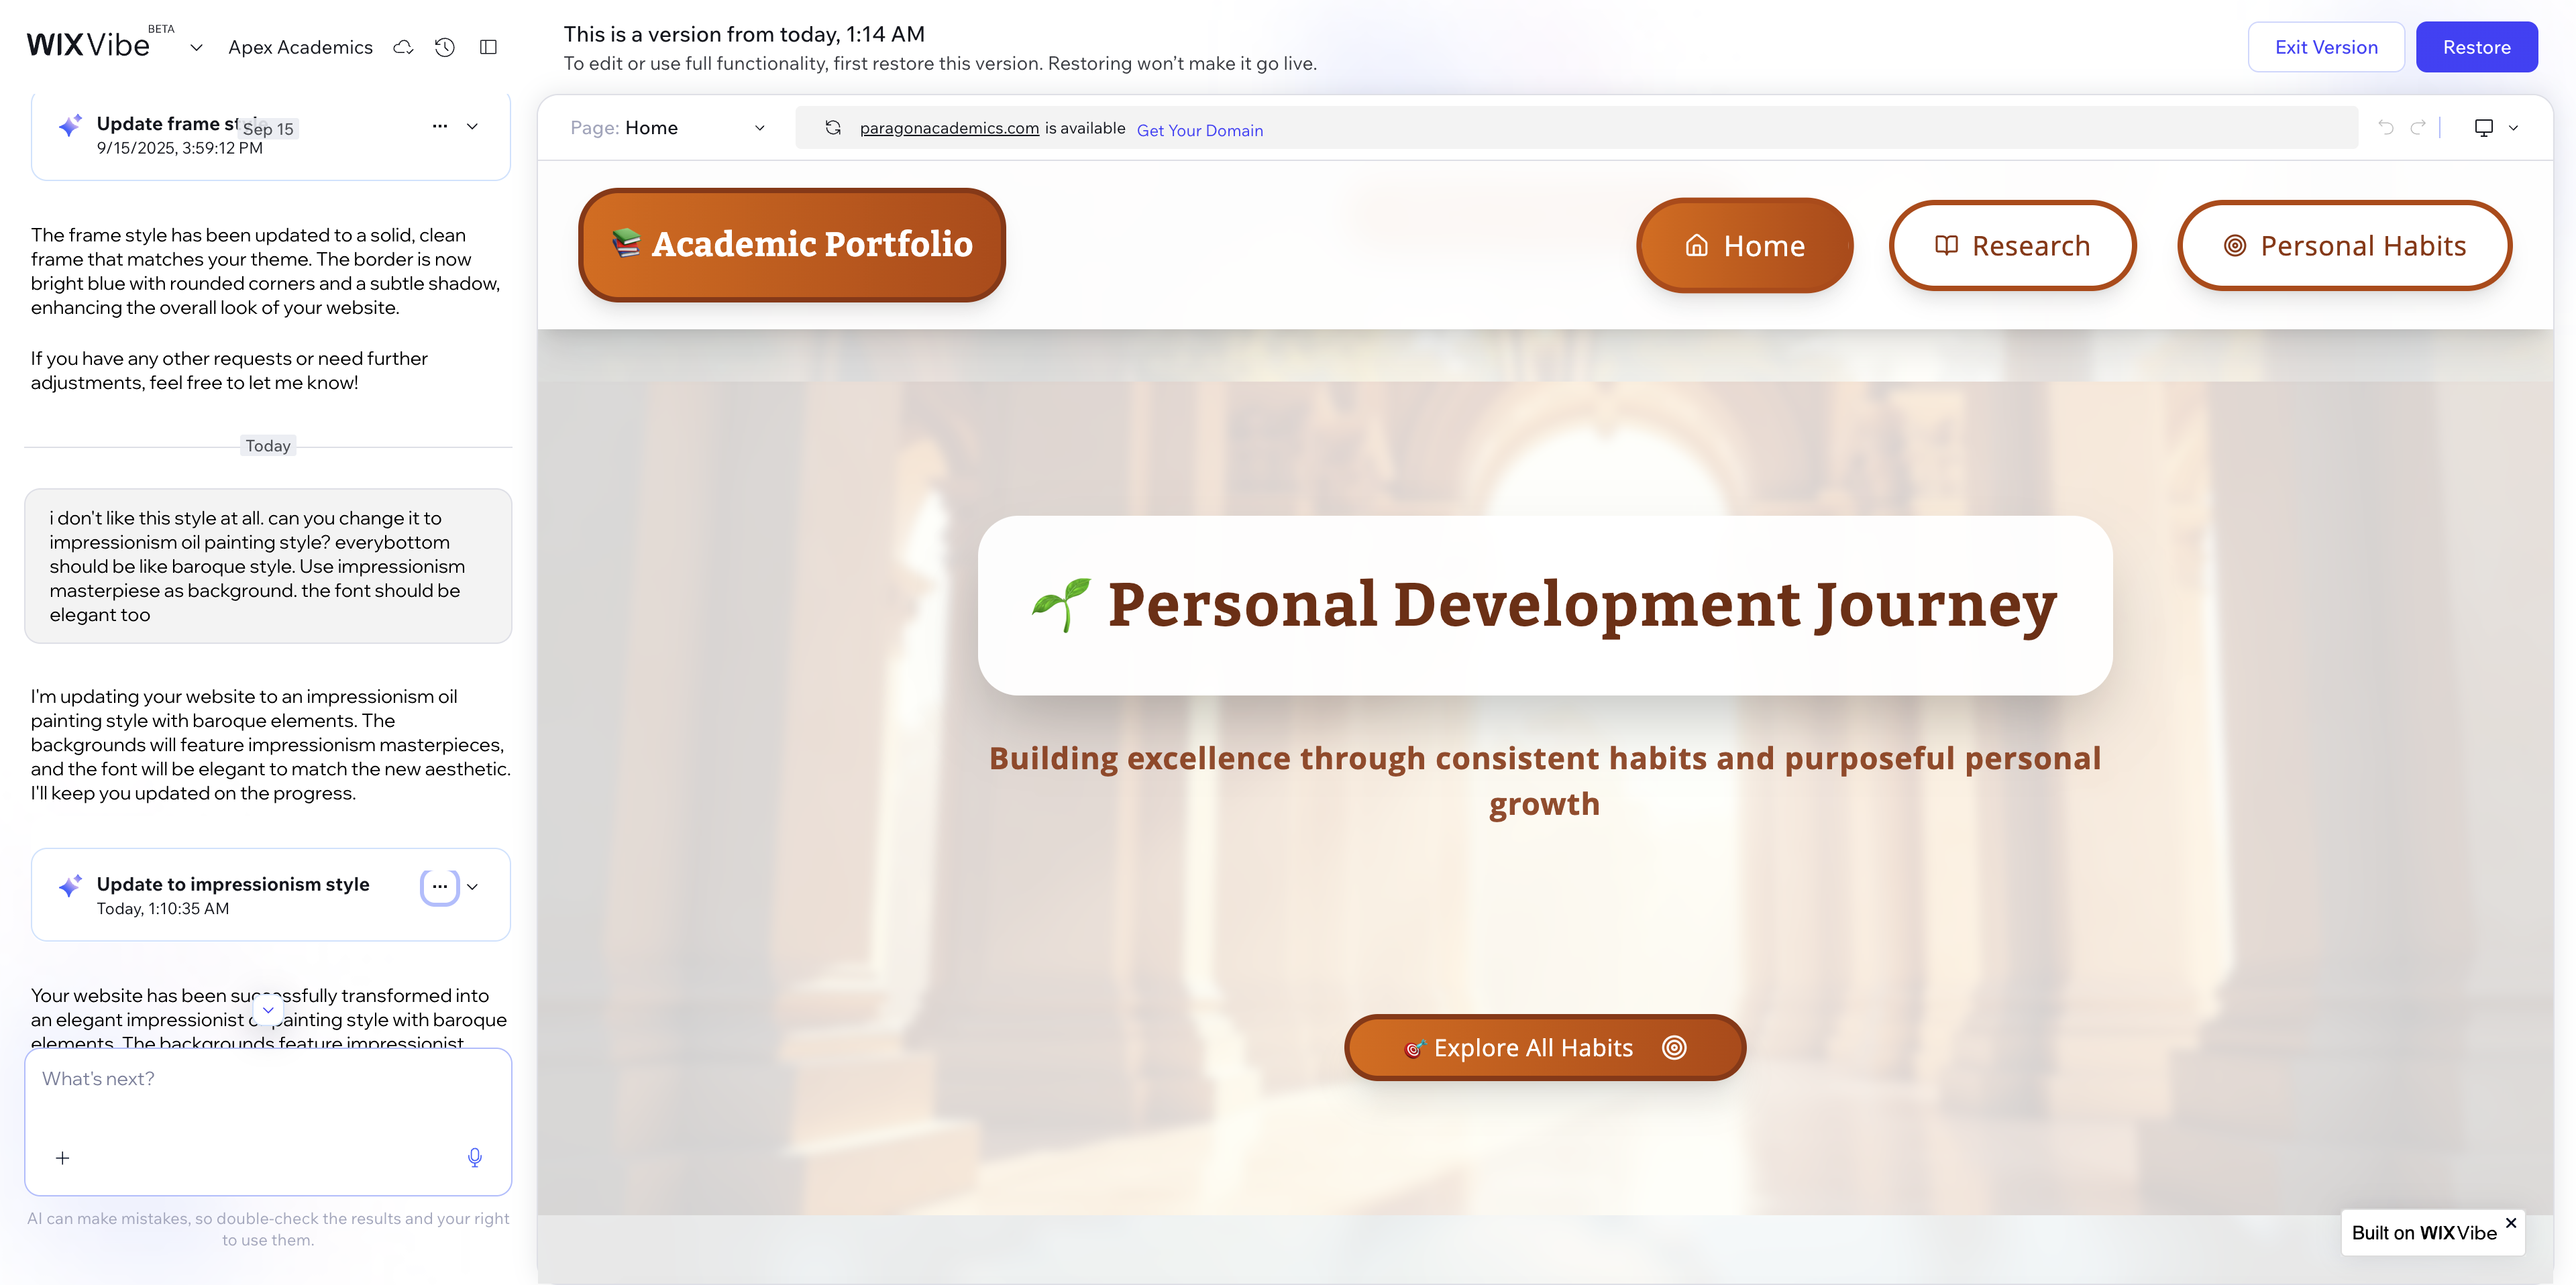 WIX Vibe BETA
Apex Academics
This is a version from today, 1:14 AM
To edit or use full functionality, first restore this version. Restoring won't make it go live.
Exit Version
Restore
Update frame
Sep 15
9/15/2025, 3:59:12 PM
The frame style has been updated to a solid, clean
frame that matches your theme. The border is now
bright blue with rounded corners and a subtle shadow,
enhancing the overall look of your website.
If you have any other requests or need further
adjustments, feel free to let me know!
Today
i don't like this style at all. can you change it to
impressionism oil painting style? everybottom
should be like baroque style. Use impressionism
masterpiese as background. the font should be
elegant too
I'm updating your website to an impressionism oil
painting style with baroque elements. The
backgrounds will feature impressionism masterpieces,
and the font will be elegant to match the new aesthetic.
I'll keep you updated on the progress.
Update to impressionism style
Today, 1:10:35 AM
Your website has been successfully transformed into
an elegant impressionist painting style with baroque
elements. The backgrounds feature impressionist
What's next?
AI can make mistakes, so double-check the results and your right
to use them.
Page: Home
paragonacademics.com is available Get Your Domain
Academic Portfolio
Home
Research
Personal Habits
Personal Development Journey
Building excellence through consistent habits and purposeful personal
growth
Explore All Habits
Built on WIX Vibe